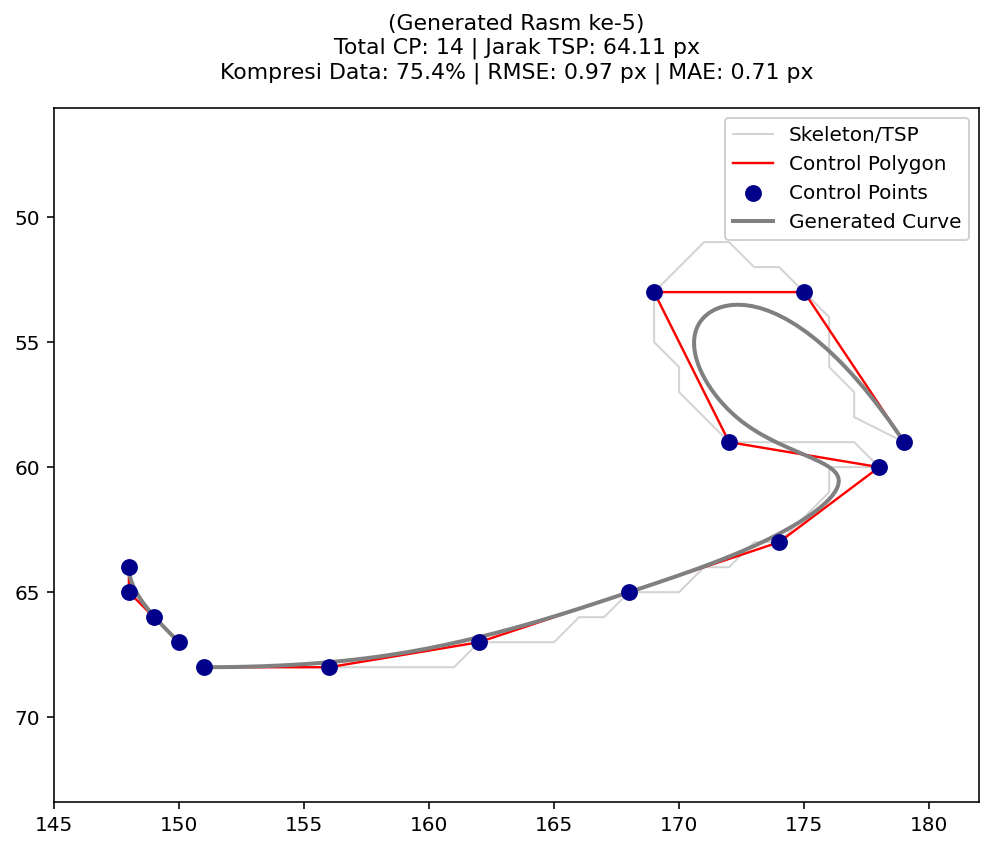 (Generated Rasm ke-5)
Total CP: 14 | Jarak TSP: 64.11 px
Kompresi Data: 75.4% | RMSE: 0.97 px | MAE: 0.71 px
Skeleton/TSP
Control Polygon
Control Points
Generated Curve
50
55
60
65
70
145 150 155 160 165 170 175 180